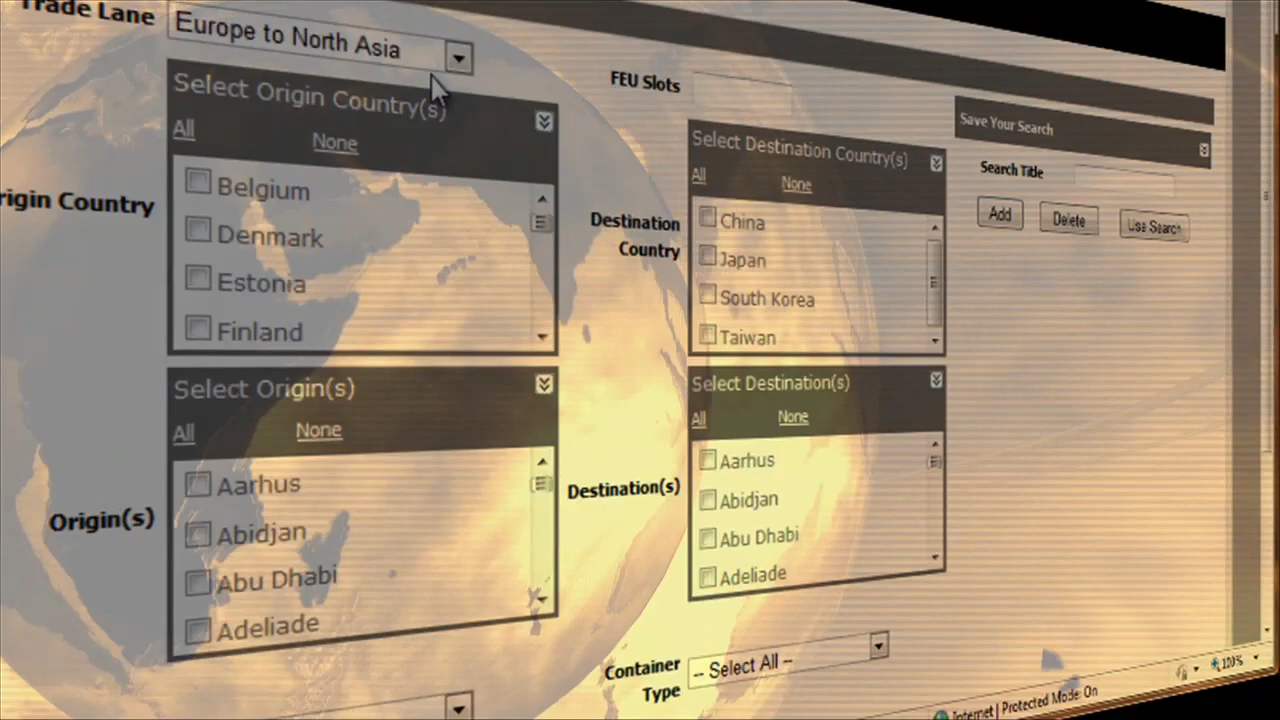 Trade Lane
Europe to North Asia
FEU Slots
Select Origin Country(s)
All None
Origin Country
Belgium
Denmark
Estonia
Finland
Select Destination Country(s)
All None
Destination
Country
China
Japan
South Korea
Taiwan
Save Your Search
Search Title
Add Delete Use Search
Select Origin(s)
All None
Origin(s)
Aarhus
Abidjan
Abu Dhabi
Adeliade
Select Destination(s)
All None
Destination(s)
Aarhus
Abidjan
Abu Dhabi
Adeliade
Container
Type
-- Select All --
Internet | Protected Mode: On
100%